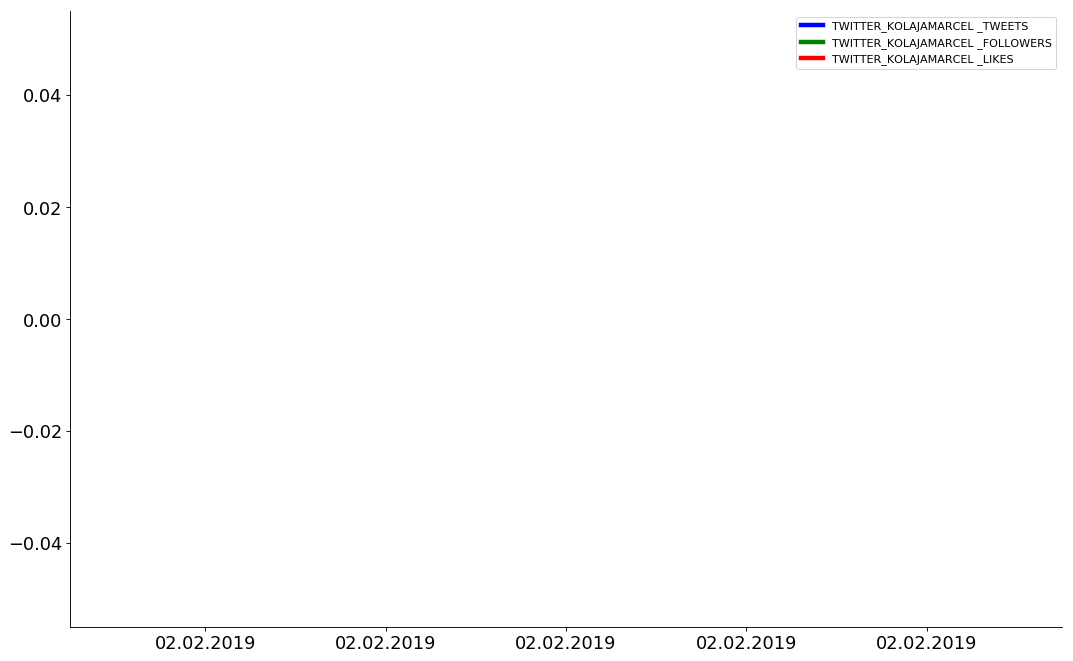 TWITTER_KOLAJAMARCEL _TWEETS
TWITTER_KOLAJAMARCEL _FOLLOWERS
TWITTER_KOLAJAMARCEL _LIKES
0.04
0.02
0.00
−0.02
−0.04
02.02.2019 02.02.2019 02.02.2019 02.02.2019 02.02.2019